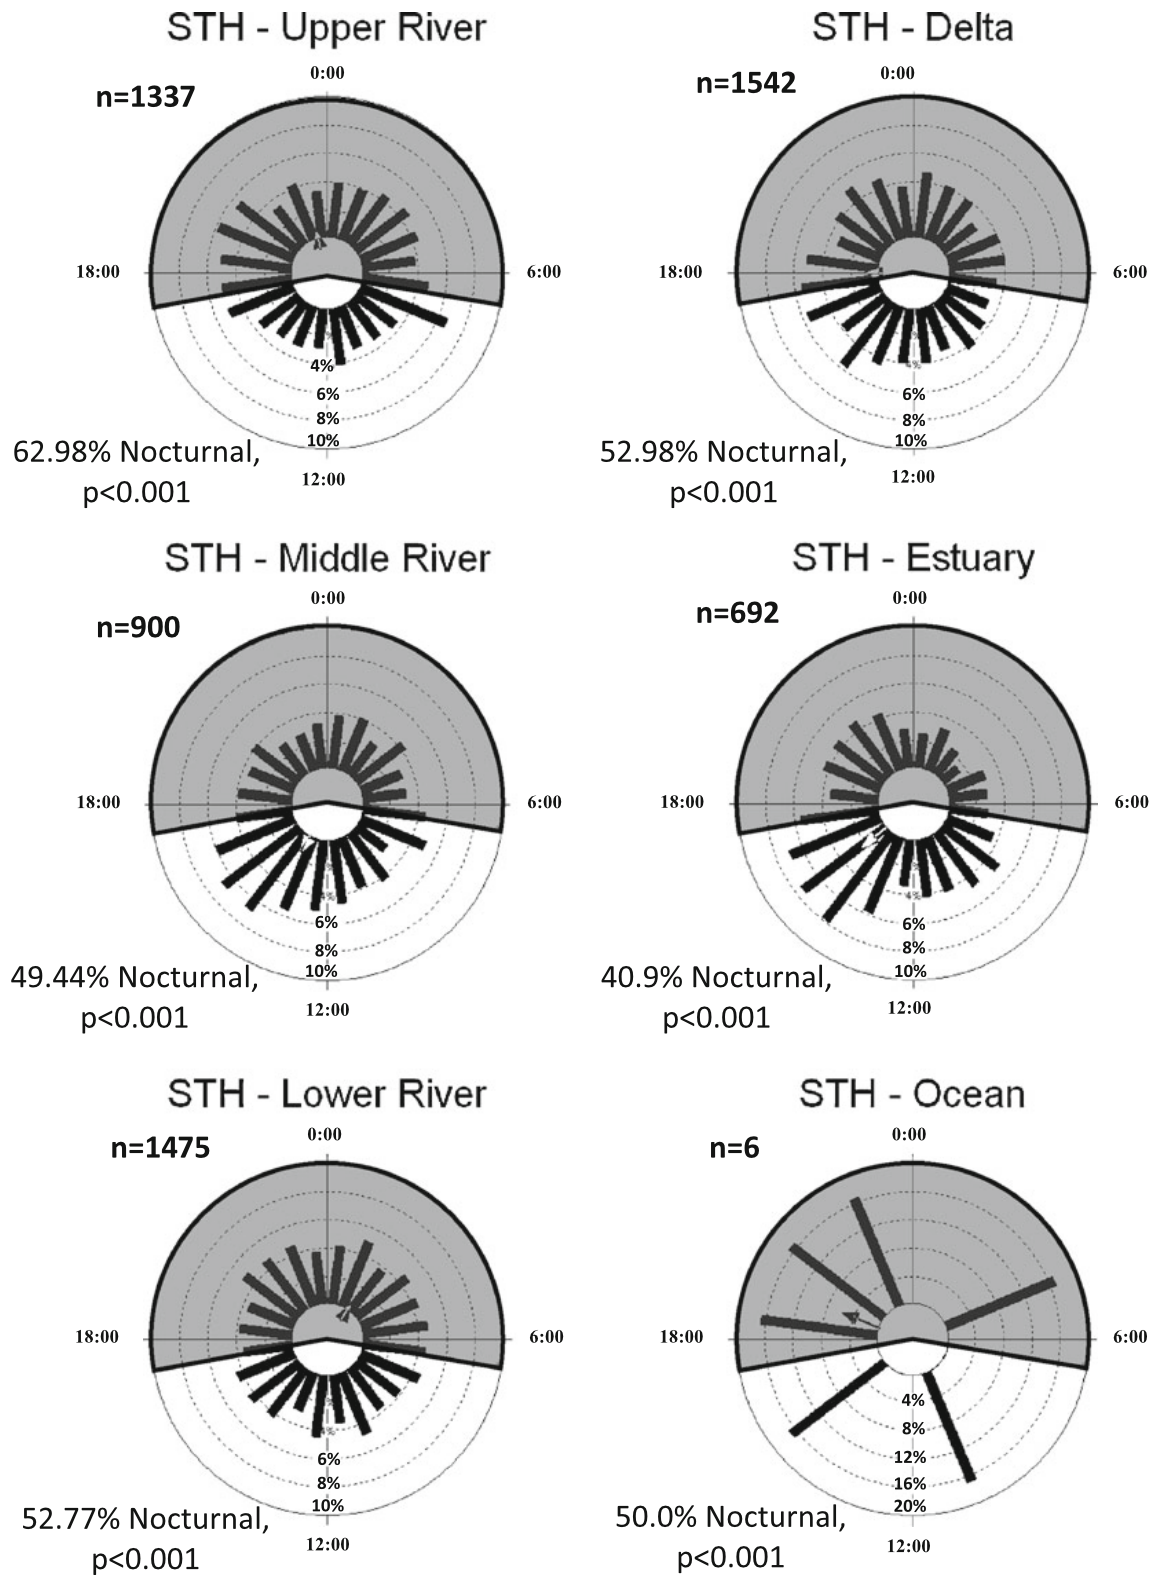 STH - Upper River
0:00
n=1337
18:00
6:00
4%
6%
8%
10%
62.98% Nocturnal,
p<0.001
12:00
STH - Delta
0:00
n=1542
18:00
6:00
4%
6%
8%
10%
52.98% Nocturnal,
p<0.001
12:00
STH - Middle River
0:00
n=900
18:00
6:00
4%
6%
8%
10%
49.44% Nocturnal,
p<0.001
12:00
STH - Estuary
0:00
n=692
18:00
6:00
4%
6%
8%
10%
40.9% Nocturnal,
p<0.001
12:00
STH - Lower River
0:00
n=1475
18:00
6:00
6%
8%
10%
52.77% Nocturnal,
p<0.001
12:00
STH - Ocean
0:00
n=6
18:00
6:00
4%
8%
12%
16%
20%
50.0% Nocturnal,
p<0.001
12:00